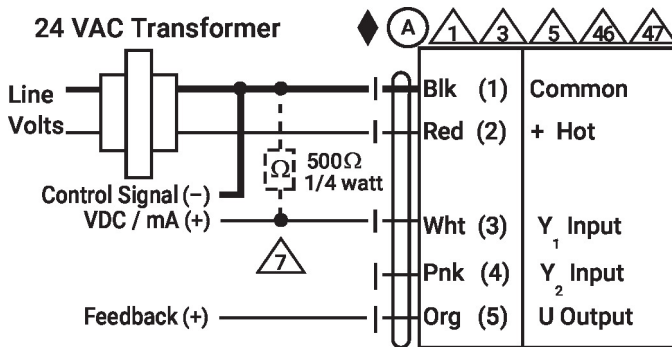 24 VAC Transformer
A 1 3 5 46 47
Line
Volts
Blk (1) Common
Red (2) + Hot
Ω 500Ω
1/4 watt
Control Signal (−)
VDC / mA (+)
Wht (3) Y1 Input
7
Pnk (4) Y2 Input
Feedback (+)
Org (5) U Output